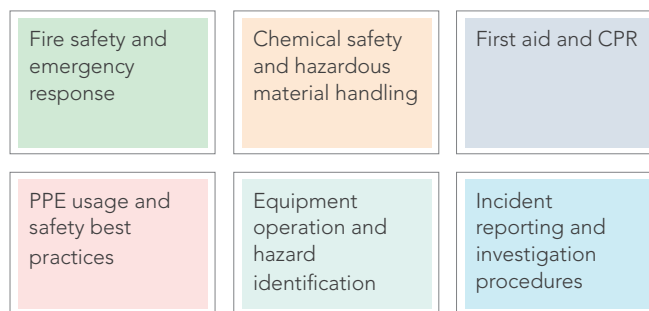 Fire safety and
emergency
response
Chemical safety
and hazardous
material handling
First aid and CPR
PPE usage and
safety best
practices
Equipment
operation and
hazard
identification
Incident
reporting and
investigation
procedures